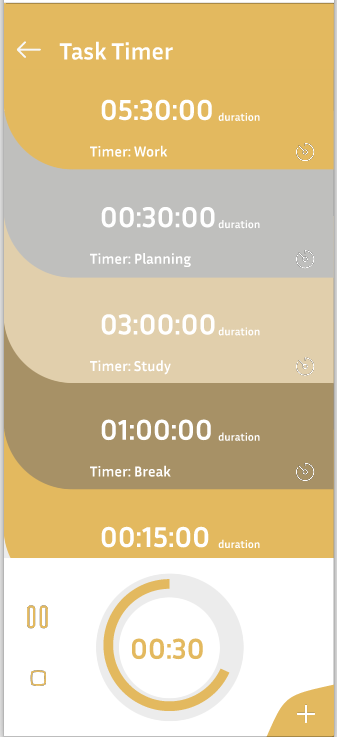 Task Timer
05:30:00 duration
Timer: Work
00:30:00 duration
Timer: Planning
03:00:00 duration
Timer: Study
01:00:00 duration
Timer: Break
00:15:00 duration
00:30